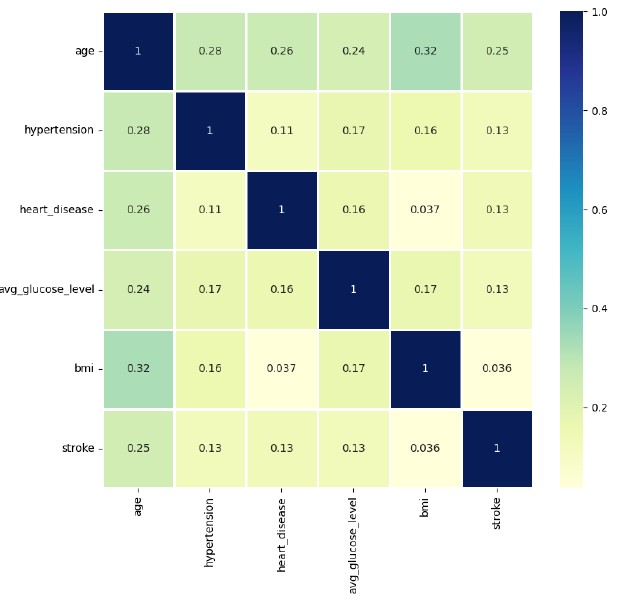 age 1 0.28 0.26 0.24 0.32 0.25
hypertension 0.28 1 0.11 0.17 0.16 0.13
heart_disease 0.26 0.11 1 0.16 0.037 0.13
avg_glucose_level 0.24 0.17 0.16 1 0.17 0.13
bmi 0.32 0.16 0.037 0.17 1 0.036
stroke 0.25 0.13 0.13 0.13 0.036 1
age hypertension heart_disease avg_glucose_level bmi stroke
1.0
0.8
0.6
0.4
0.2